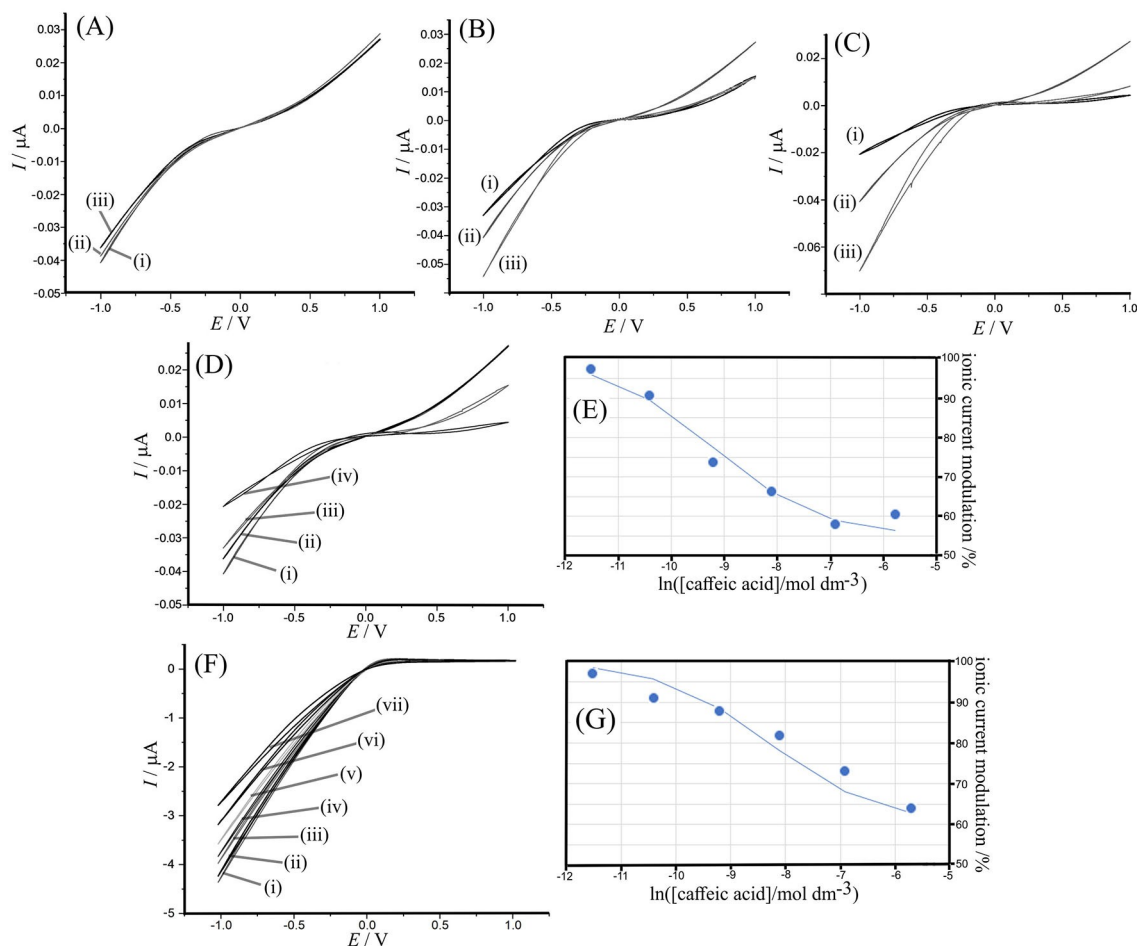 (A)
0.03
0.02
0.01
0.0
-0.01
-0.02
-0.03
-0.04
-0.05
I / μA
(iii)
(ii)
(i)
-1.0 -0.5 0.0 0.5 1.0
E / V
(B)
0.03
0.02
0.01
0.0
-0.01
-0.02
-0.03
-0.04
-0.05
I / μA
(i)
(ii)
(iii)
-1.0 -0.5 0.0 0.5 1.0
E / V
(C)
0.02
0.0
-0.02
-0.04
-0.06
I / μA
(i)
(ii)
(iii)
-1.0 -0.5 0.0 0.5 1.0
E / V
(D)
0.02
0.01
0.0
-0.01
-0.02
-0.03
-0.04
-0.05
I / μA
(iv)
(iii)
(ii)
(i)
-1.0 -0.5 0.0 0.5 1.0
E / V
(E)
100
90
80
70
60
50
ionic current modulation /%
-12 -11 -10 -9 -8 -7 -6 -5
ln([caffeic acid]/mol dm-3)
(F)
0
-1
-2
-3
-4
-5
I / μA
(vii)
(vi)
(v)
(iv)
(iii)
(ii)
(i)
-1.0 -0.5 0.0 0.5 1.0
E / V
(G)
100
90
80
70
60
50
ionic current modulation /%
-12 -11 -10 -9 -8 -7 -6 -5
ln([caffeic acid]/mol dm-3)